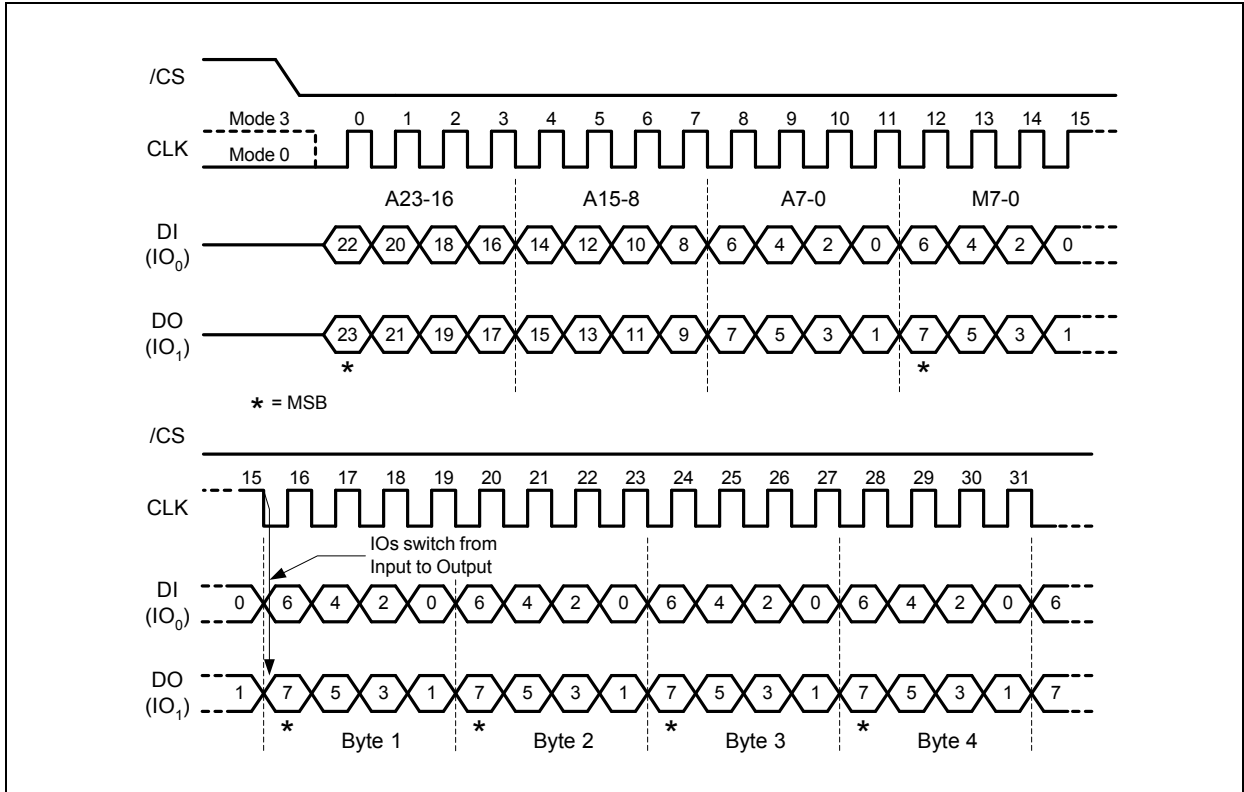 /CS
Mode 3 0 1 2 3 4 5 6 7 8 9 10 11 12 13 14 15
CLK
Mode 0
A23-16 A15-8 A7-0 M7-0
DI
(IO0) 22 20 18 16 14 12 10 8 6 4 2 0 6 4 2 0
DO
(IO1) 23 21 19 17 15 13 11 9 7 5 3 1 7 5 3 1
* *
* = MSB
/CS
15 16 17 18 19 20 21 22 23 24 25 26 27 28 29 30 31
CLK
IOs switch from
Input to Output
DI
(IO0) 0 6 4 2 0 6 4 2 0 6 4 2 0 6 4 2 0 6
DO
(IO1) 1 7 5 3 1 7 5 3 1 7 5 3 1 7 5 3 1 7
* * * *
Byte 1 Byte 2 Byte 3 Byte 4